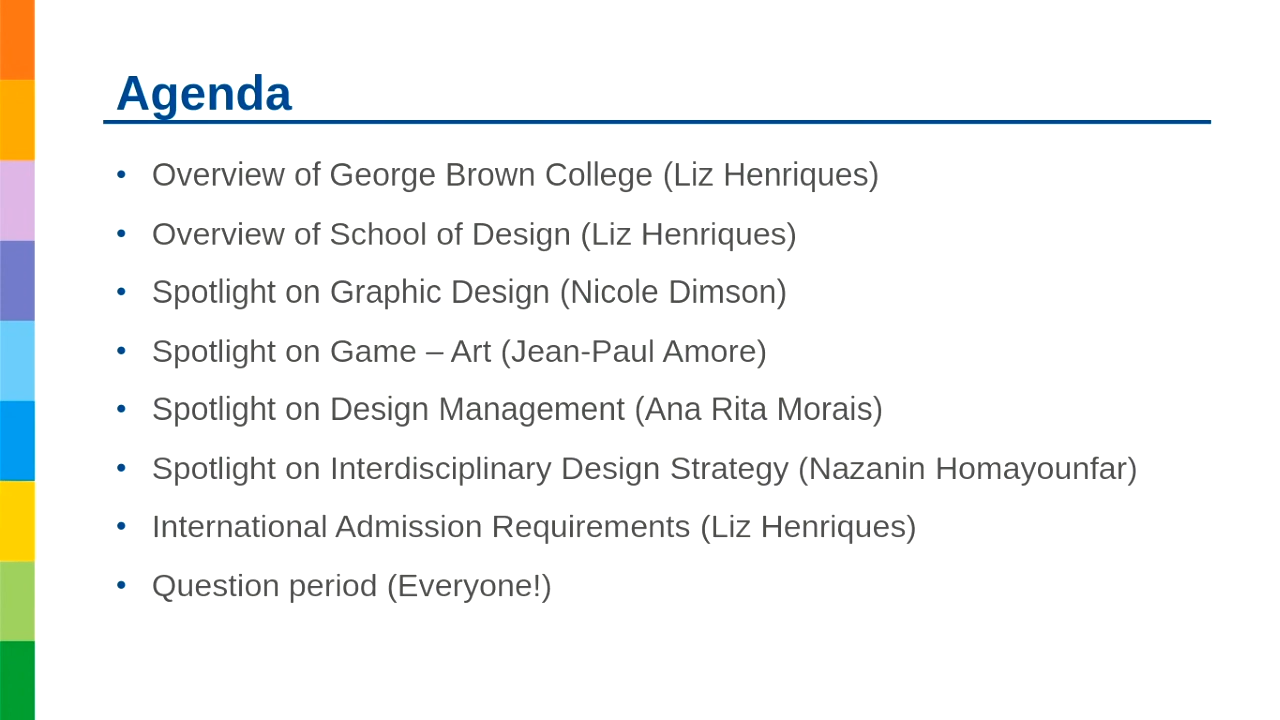 Agenda
• Overview of George Brown College (Liz Henriques)
• Overview of School of Design (Liz Henriques)
• Spotlight on Graphic Design (Nicole Dimson)
• Spotlight on Game – Art (Jean-Paul Amore)
• Spotlight on Design Management (Ana Rita Morais)
• Spotlight on Interdisciplinary Design Strategy (Nazanin Homayounfar)
• International Admission Requirements (Liz Henriques)
• Question period (Everyone!)